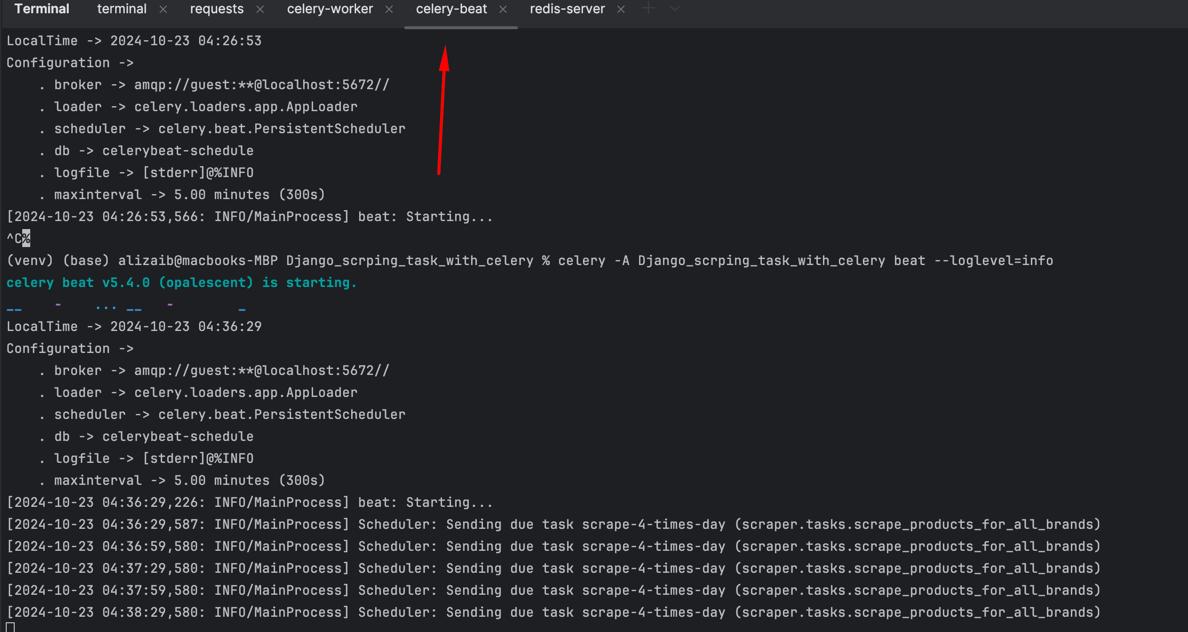 Terminal terminal × requests × celery-worker × celery-beat × redis-server ×
LocalTime -> 2024-10-23 04:26:53
Configuration ->
    . broker -> amqp://guest:**@localhost:5672//
    . loader -> celery.loaders.app.AppLoader
    . scheduler -> celery.beat.PersistentScheduler
    . db -> celerybeat-schedule
    . logfile -> [stderr]@%INFO
    . maxinterval -> 5.00 minutes (300s)
[2024-10-23 04:26:53,566: INFO/MainProcess] beat: Starting...
^C%
(venv) (base) alizaib@macbooks-MBP Django_scrping_task_with_celery % celery -A Django_scrping_task_with_celery beat --loglevel=info
celery beat v5.4.0 (opalescent) is starting.
__    -    ... __   -        _
LocalTime -> 2024-10-23 04:36:29
Configuration ->
    . broker -> amqp://guest:**@localhost:5672//
    . loader -> celery.loaders.app.AppLoader
    . scheduler -> celery.beat.PersistentScheduler
    . db -> celerybeat-schedule
    . logfile -> [stderr]@%INFO
    . maxinterval -> 5.00 minutes (300s)
[2024-10-23 04:36:29,226: INFO/MainProcess] beat: Starting...
[2024-10-23 04:36:29,587: INFO/MainProcess] Scheduler: Sending due task scrape-4-times-day (scraper.tasks.scrape_products_for_all_brands)
[2024-10-23 04:36:59,580: INFO/MainProcess] Scheduler: Sending due task scrape-4-times-day (scraper.tasks.scrape_products_for_all_brands)
[2024-10-23 04:37:29,580: INFO/MainProcess] Scheduler: Sending due task scrape-4-times-day (scraper.tasks.scrape_products_for_all_brands)
[2024-10-23 04:37:59,580: INFO/MainProcess] Scheduler: Sending due task scrape-4-times-day (scraper.tasks.scrape_products_for_all_brands)
[2024-10-23 04:38:29,580: INFO/MainProcess] Scheduler: Sending due task scrape-4-times-day (scraper.tasks.scrape_products_for_all_brands)